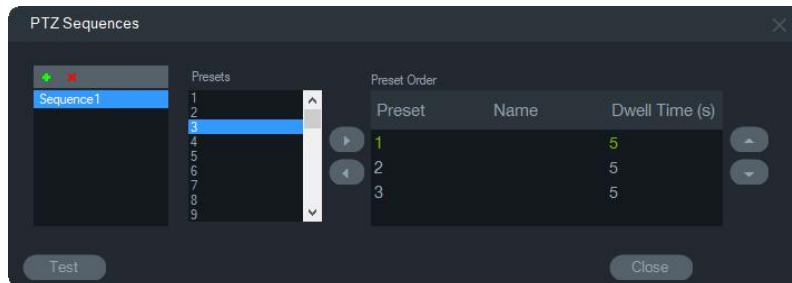 PTZ Sequences
Sequence1
Presets
1
2
3
4
5
6
7
8
9
Preset Order
Preset Name Dwell Time (s)
1 5
2 5
3 5
Test
Close